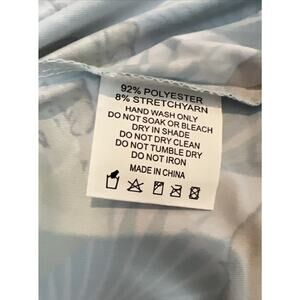 92% POLYESTER
8% STRETCHYARN
HAND WASH ONLY
DO NOT SOAK OR BLEACH
DRY IN SHADE
DO NOT DRY CLEAN
DO NOT TUMBLE DRY
DO NOT IRON
MADE IN CHINA